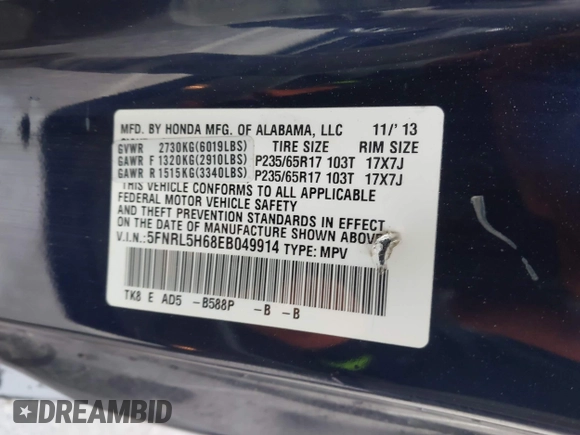 MFD. BY HONDA MFG. OF ALABAMA, LLC 11/'13
GVWR 2730KG(6019LBS) TIRE SIZE RIM SIZE
GAWR F 1320KG(2910LBS) P235/65R17 103T 17X7J
GAWR R 1515KG(3340LBS) P235/65R17 103T 17X7J
THIS VEHICLE CONFORMS TO ALL APPLICABLE
FEDERAL MOTOR VEHICLE SAFETY
AND THEFT PREVENTION STANDARDS IN EFFECT
ON THE DATE OF MANUFACTURE SHOWN ABOVE.
V.I.N.: 5FNRL5H68EB049914 TYPE: MPV
TK8 E AD5 -B588P -B -B
DREAMBID